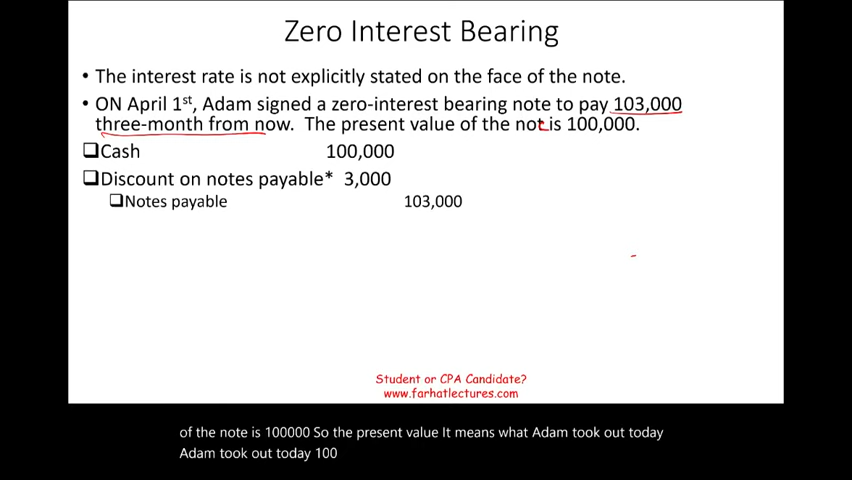 Zero Interest Bearing
• The interest rate is not explicitly stated on the face of the note.
• ON April 1st, Adam signed a zero-interest bearing note to pay 103,000
three-month from now. The present value of the note is 100,000.
❑Cash 100,000
❑Discount on notes payable* 3,000
❑Notes payable 103,000
Student or CPA Candidate?
www.farhatlectures.com
of the note is 100000 So the present value It means what Adam took out today
Adam took out today 100